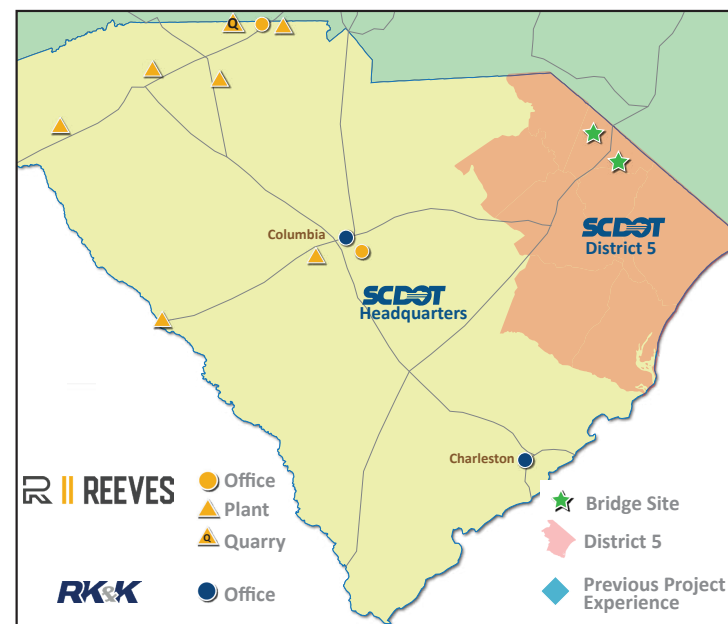 Q
Columbia
SCDOT
District 5
SCDOT
Headquarters
Charleston
R REEVES
Office
Plant
Q Quarry
RK&K
Office
Bridge Site
District 5
Previous Project
Experience